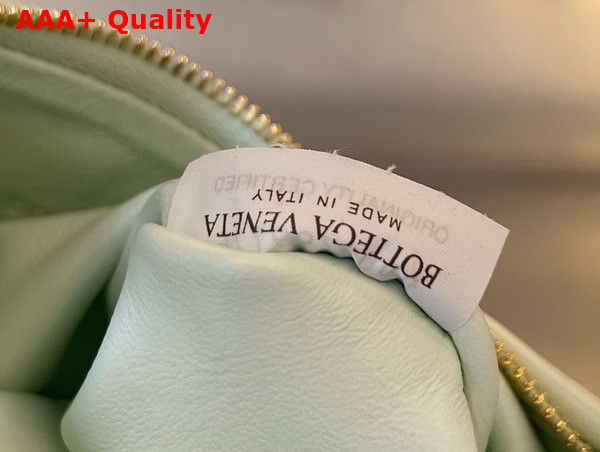 AAA+ Quality
BOTTEGA VENETA
MADE IN ITALY
ORIGINALITY CERTIFIED